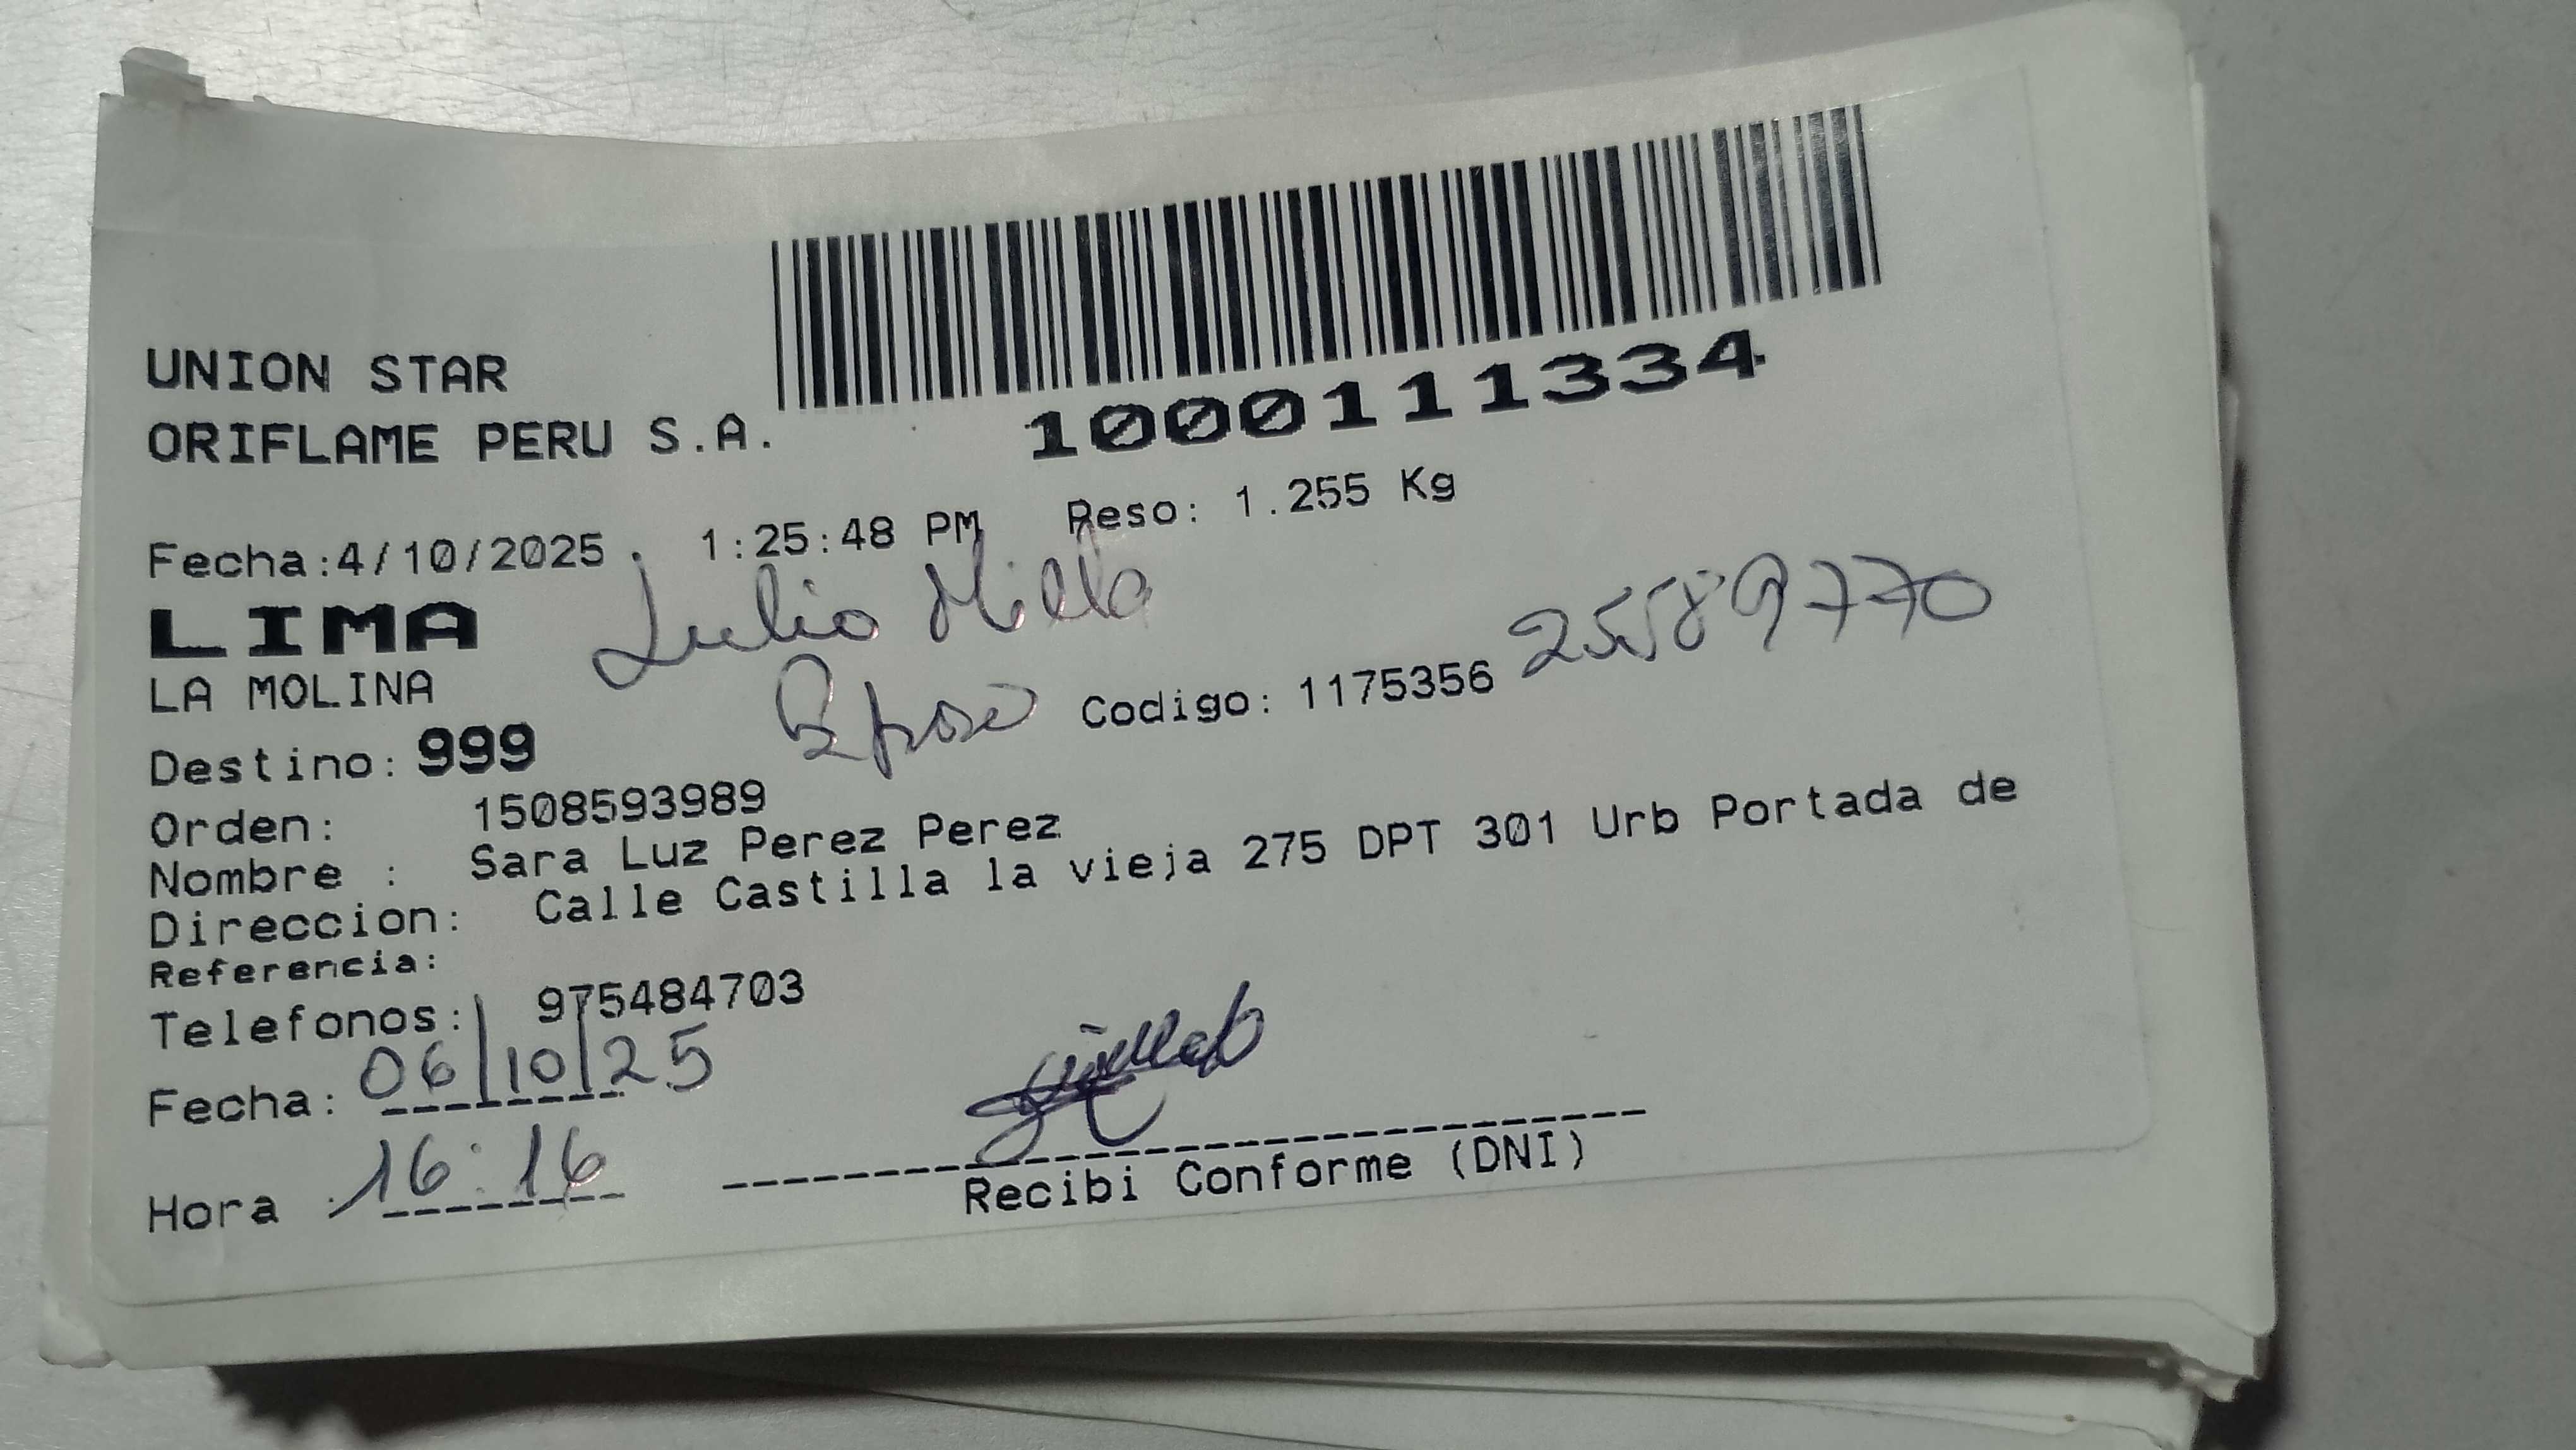 UNION STAR
ORIFLAME PERU S.A.
1000111334
Fecha:4/10/2025 1:25:48 PM Peso: 1.255 Kg
LIMA
Julio Milla
25589770
LA MOLINA
Esposo
Codigo: 1175356
Destino: 999
Orden: 1508593989
Nombre : Sara Luz Perez Perez
Direccion: Calle Castilla la vieja 275 DPT 301 Urb Portada de
Referencia:
Telefonos: 975484703
Fecha: 06/10/25
Hora : 16:16
Recibi Conforme (DNI)